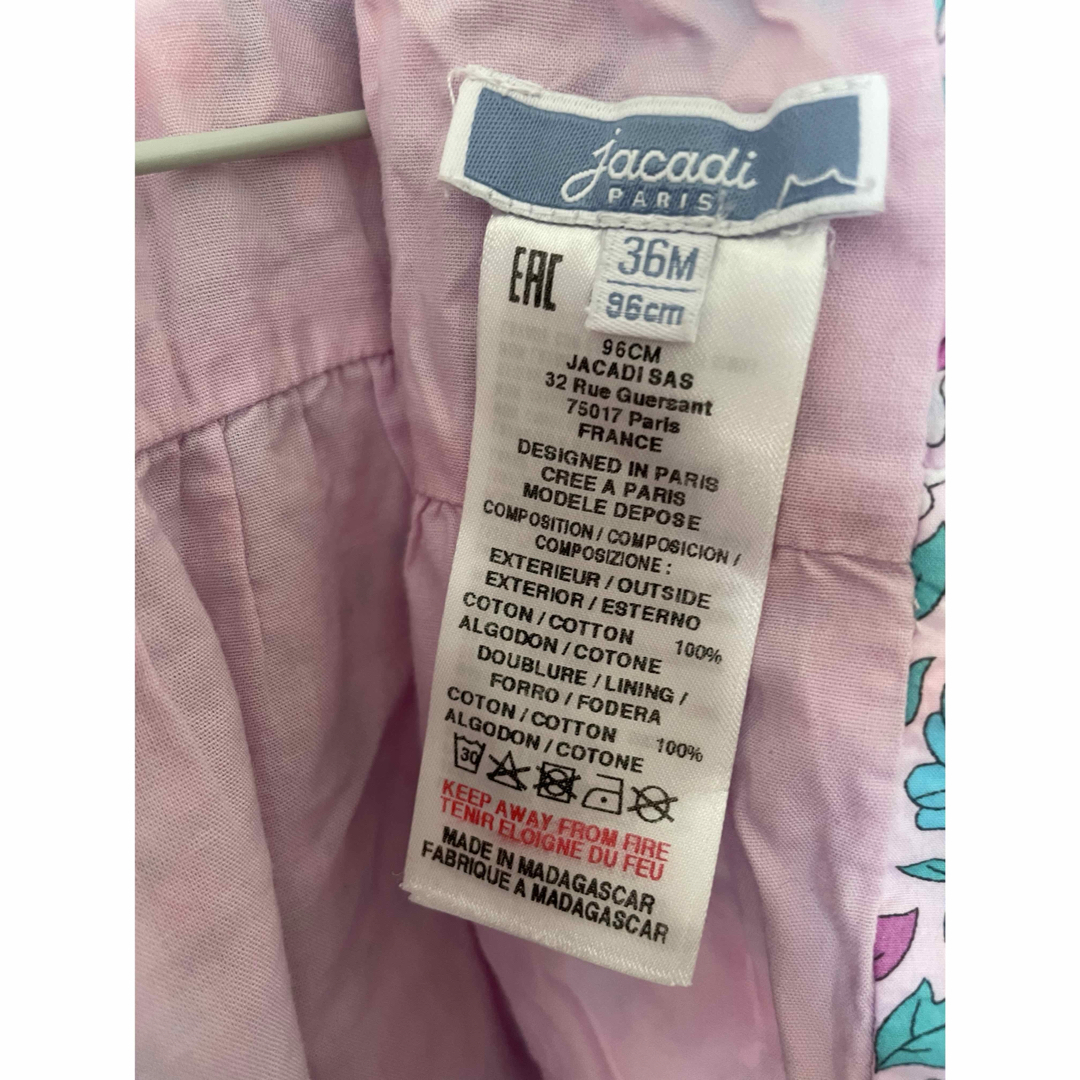 jacadi
PARIS
36M
96cm
EAC
96CM
JACADI SAS
32 Rue Guersant
75017 Paris
FRANCE
DESIGNED IN PARIS
CREE A PARIS
MODELE DEPOSE
COMPOSITION / COMPOSICION /
COMPOSIZIONE :
EXTERIEUR / OUTSIDE
EXTERIOR / ESTERNO
COTON / COTTON 100%
ALGODON / COTONE
DOUBLURE / LINING /
FORRO / FODERA
COTON / COTTON 100%
ALGODON / COTONE
30
KEEP AWAY FROM FIRE
TENIR ELOIGNE DU FEU
MADE IN MADAGASCAR
FABRIQUE A MADAGASCAR